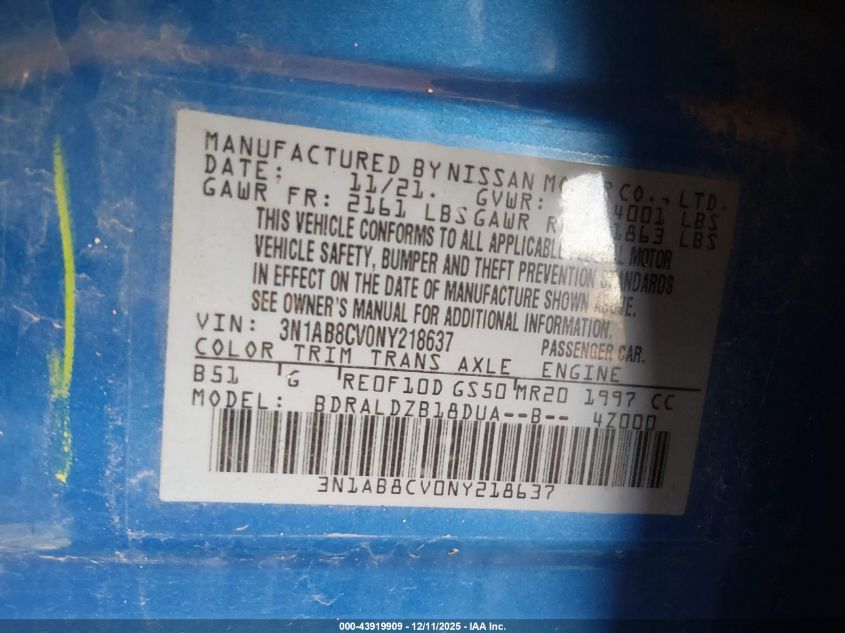 MANUFACTURED BY NISSAN CO., LTD.
DATE: 11/21. GVWR: 4001 LBS
GAWR FR: 2161 LBS GAWR 1863 LBS
THIS VEHICLE CONFORMS TO ALL MOTOR
VEHICLE SAFETY, BUMPER AND THEFT PREVENTION
IN EFFECT ON THE DATE OF MANUFACTURE SHOWN ABOVE.
SEE OWNER'S MANUAL FOR ADDITIONAL INFORMATION.
VIN: 3N1AB8CV0NY218637 PASSENGER CAR.
COLOR TRIM TRANS AXLE ENGINE
B51 G RE0F10D GS50 MR20 1997 CC
MODEL: BDRALDZB18DUA--B-- 4Z000
3N1AB8CV0NY218637
000-43919909 - 12/11/2025 - IAA Inc.